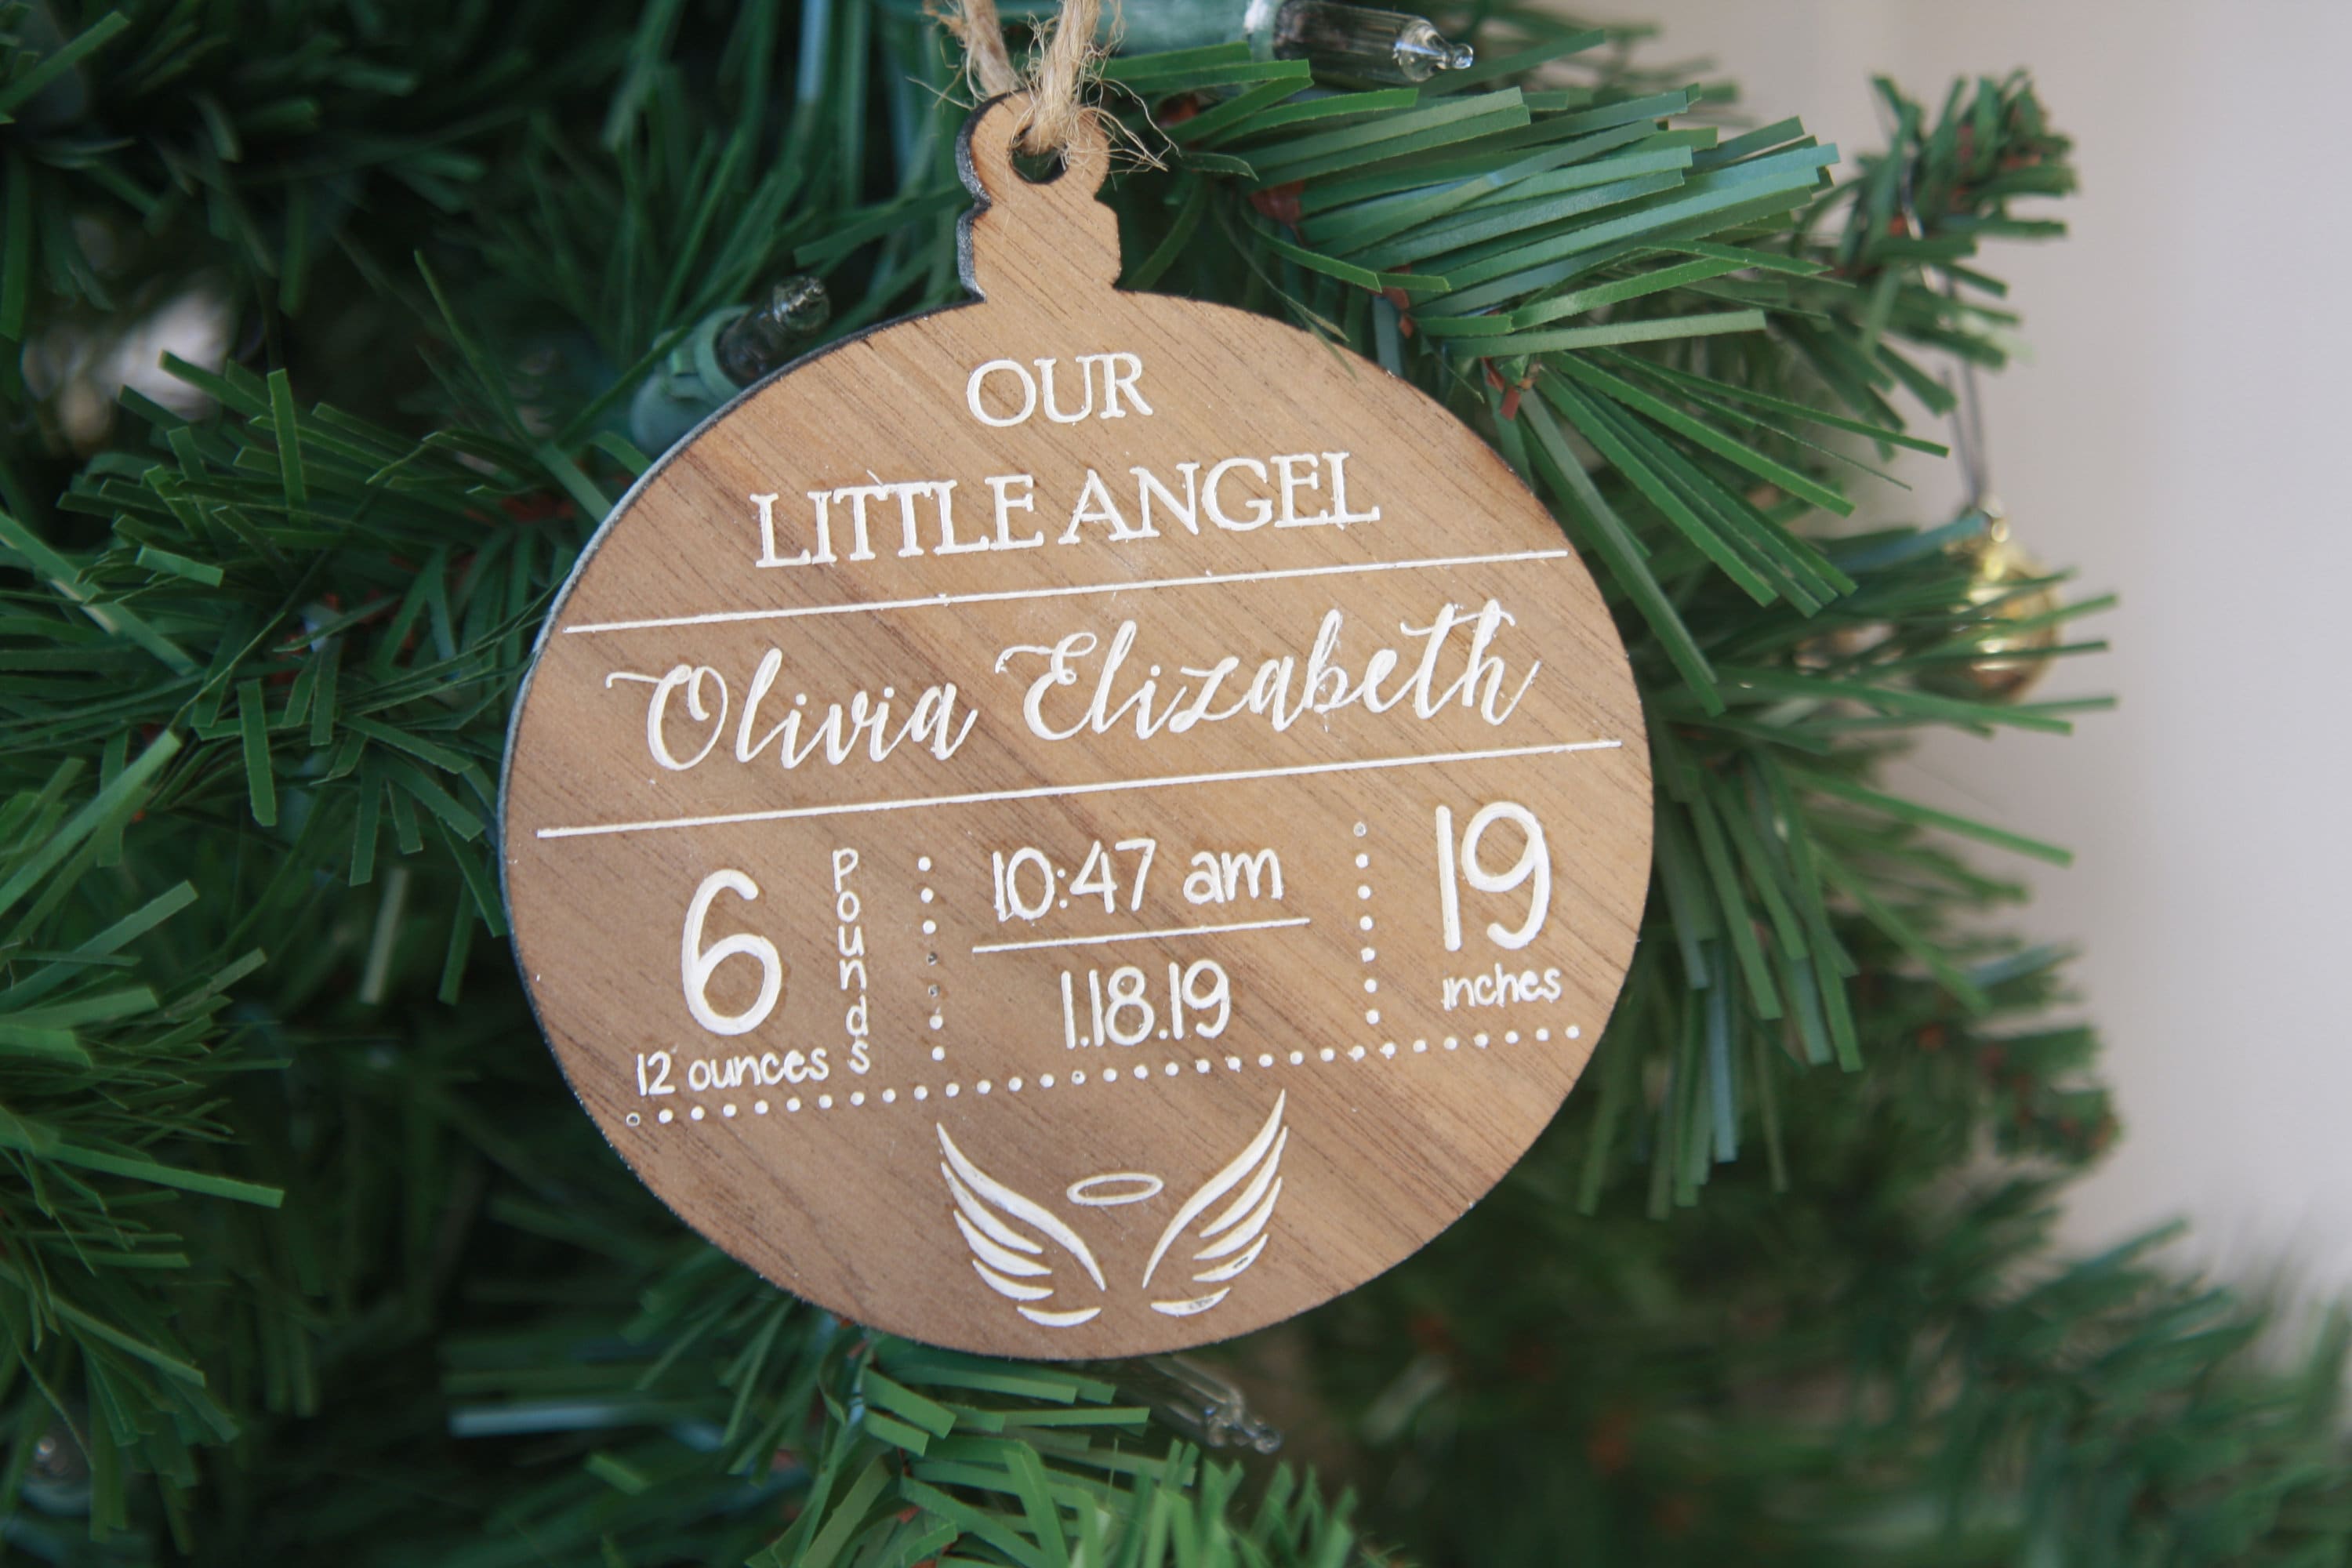 OUR
LITTLE ANGEL
Olivia Elizabeth
6 pounds
12 ounces
10:47 am
1.18.19
19
inches